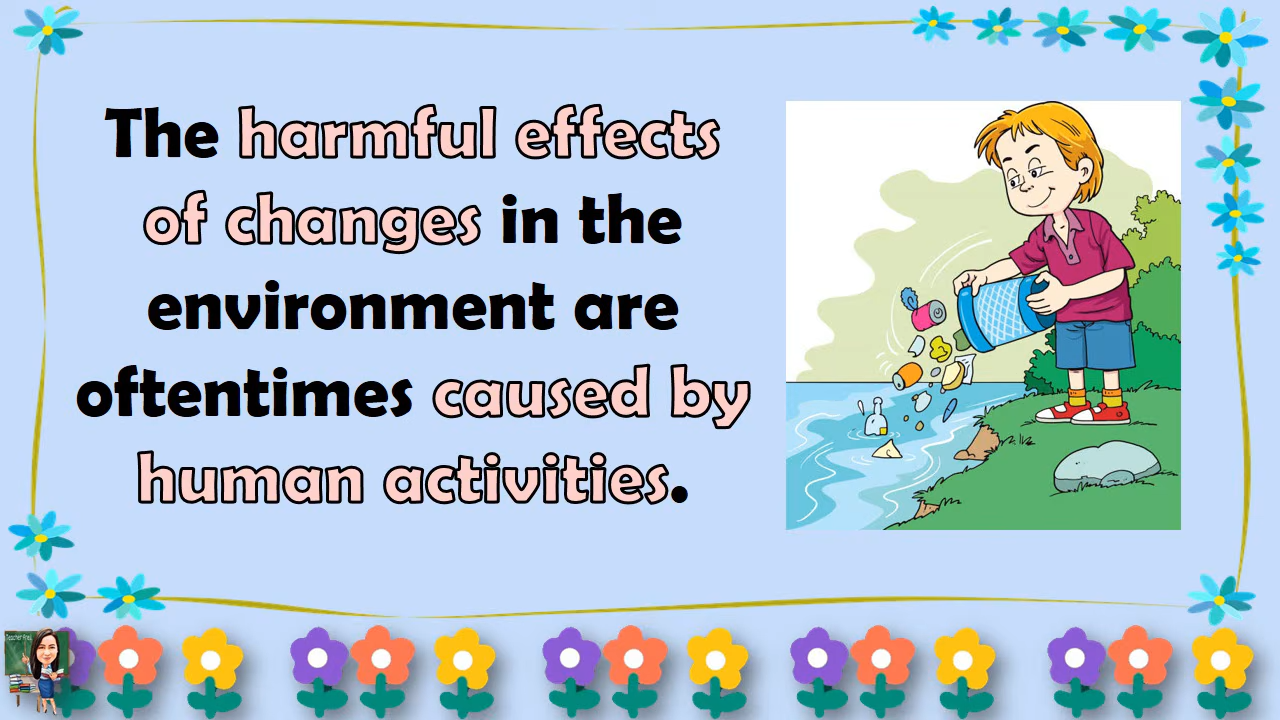 The harmful effects
of changes in the
environment are
oftentimes caused by
human activities.